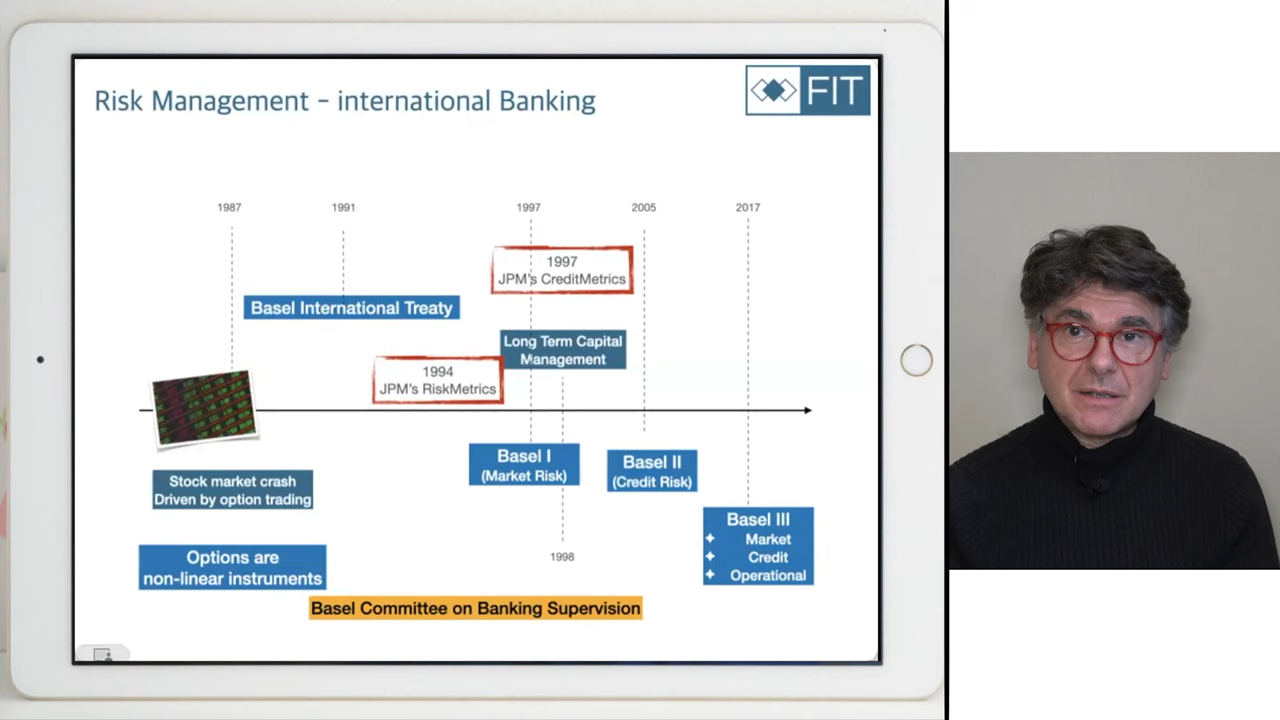 Risk Management – international Banking
FIT
1987
1991
1997
2005
2017
1997
JPM's CreditMetrics
Basel International Treaty
Long Term Capital
Management
1994
JPM's RiskMetrics
Basel I
(Market Risk)
Basel II
(Credit Risk)
Stock market crash
Driven by option trading
Basel III
Market
Credit
Operational
Options are
non-linear instruments
1998
Basel Committee on Banking Supervision